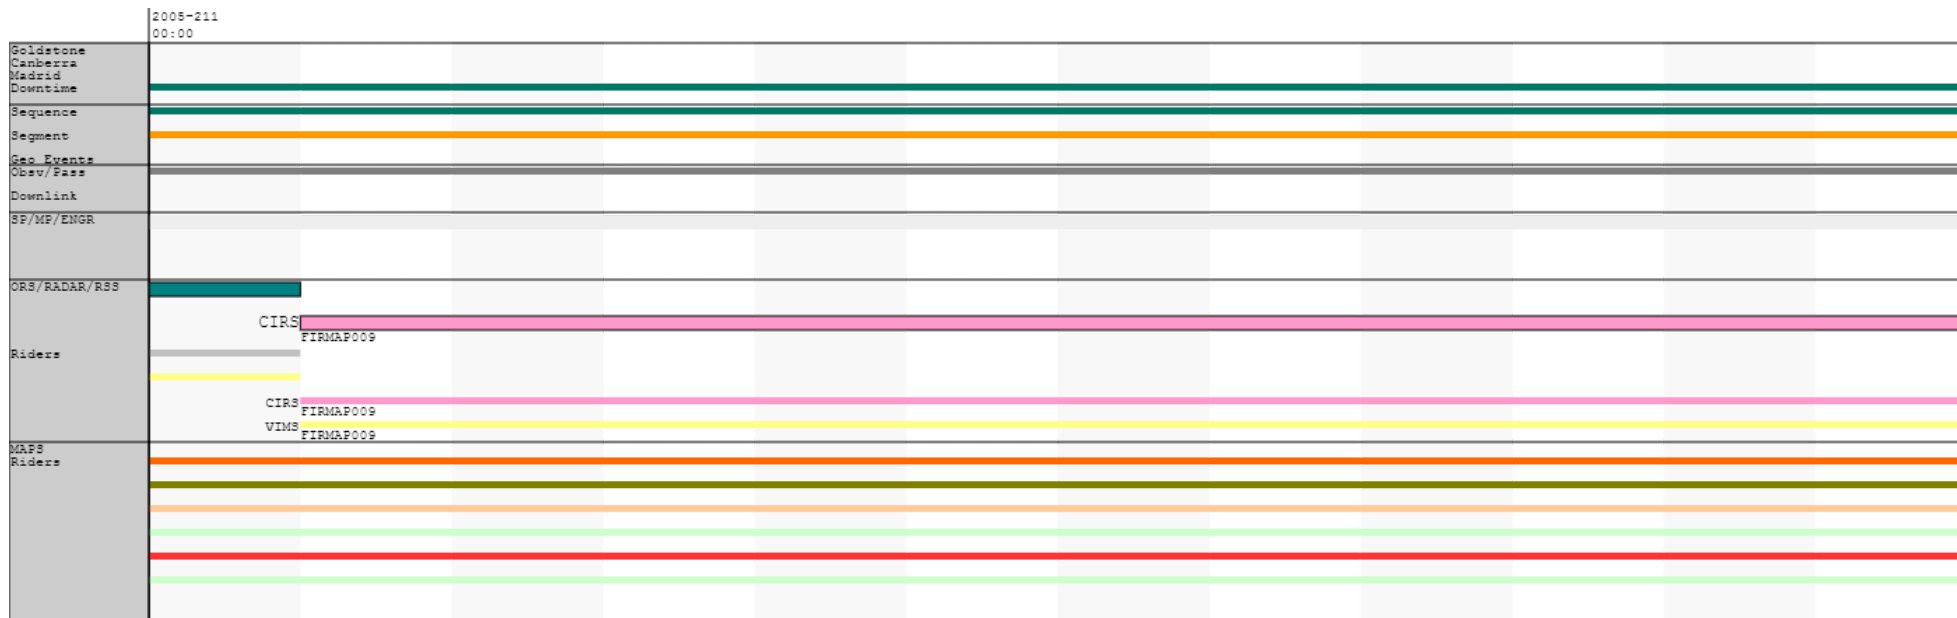 2005-211
00:00
Goldstone
Canberra
Madrid
Downtime
Sequence
Segment
Geo Events
Obsv/Pass
Downlink
SP/MP/ENGR
ORS/RADAR/RSS
CIRS
FIRMAP009
Riders
CIRS
FIRMAP009
VIMS
FIRMAP009
MAPS
Riders